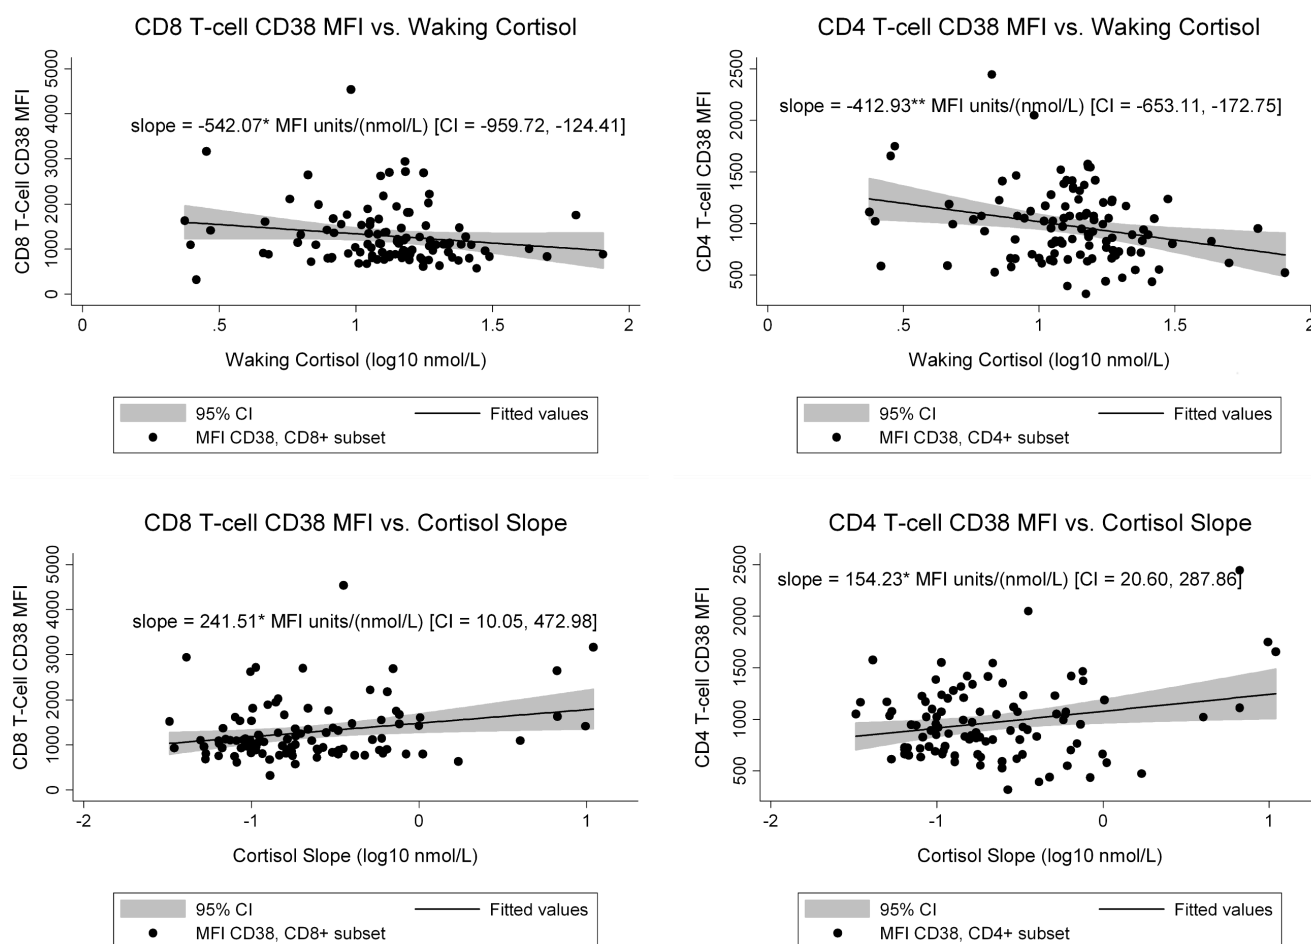 CD8 T-cell CD38 MFI vs. Waking Cortisol
CD8 T-Cell CD38 MFI
0 1000 2000 3000 4000 5000
slope = -542.07* MFI units/(nmol/L) [CI = -959.72, -124.41]
0 .5 1 1.5 2
Waking Cortisol (log10 nmol/L)
95% CI Fitted values
MFI CD38, CD8+ subset
CD4 T-cell CD38 MFI vs. Waking Cortisol
CD4 T-cell CD38 MFI
500 1000 1500 2000 2500
slope = -412.93** MFI units/(nmol/L) [CI = -653.11, -172.75]
0 .5 1 1.5 2
Waking Cortisol (log10 nmol/L)
95% CI Fitted values
MFI CD38, CD4+ subset
CD8 T-cell CD38 MFI vs. Cortisol Slope
CD8 T-Cell CD38 MFI
0 1000 2000 3000 4000 5000
slope = 241.51* MFI units/(nmol/L) [CI = 10.05, 472.98]
-2 -1 0 1
Cortisol Slope (log10 nmol/L)
95% CI Fitted values
MFI CD38, CD8+ subset
CD4 T-cell CD38 MFI vs. Cortisol Slope
CD4 T-cell CD38 MFI
500 1000 1500 2000 2500
slope = 154.23* MFI units/(nmol/L) [CI = 20.60, 287.86]
-2 -1 0 1
Cortisol Slope (log10 nmol/L)
95% CI Fitted values
MFI CD38, CD4+ subset